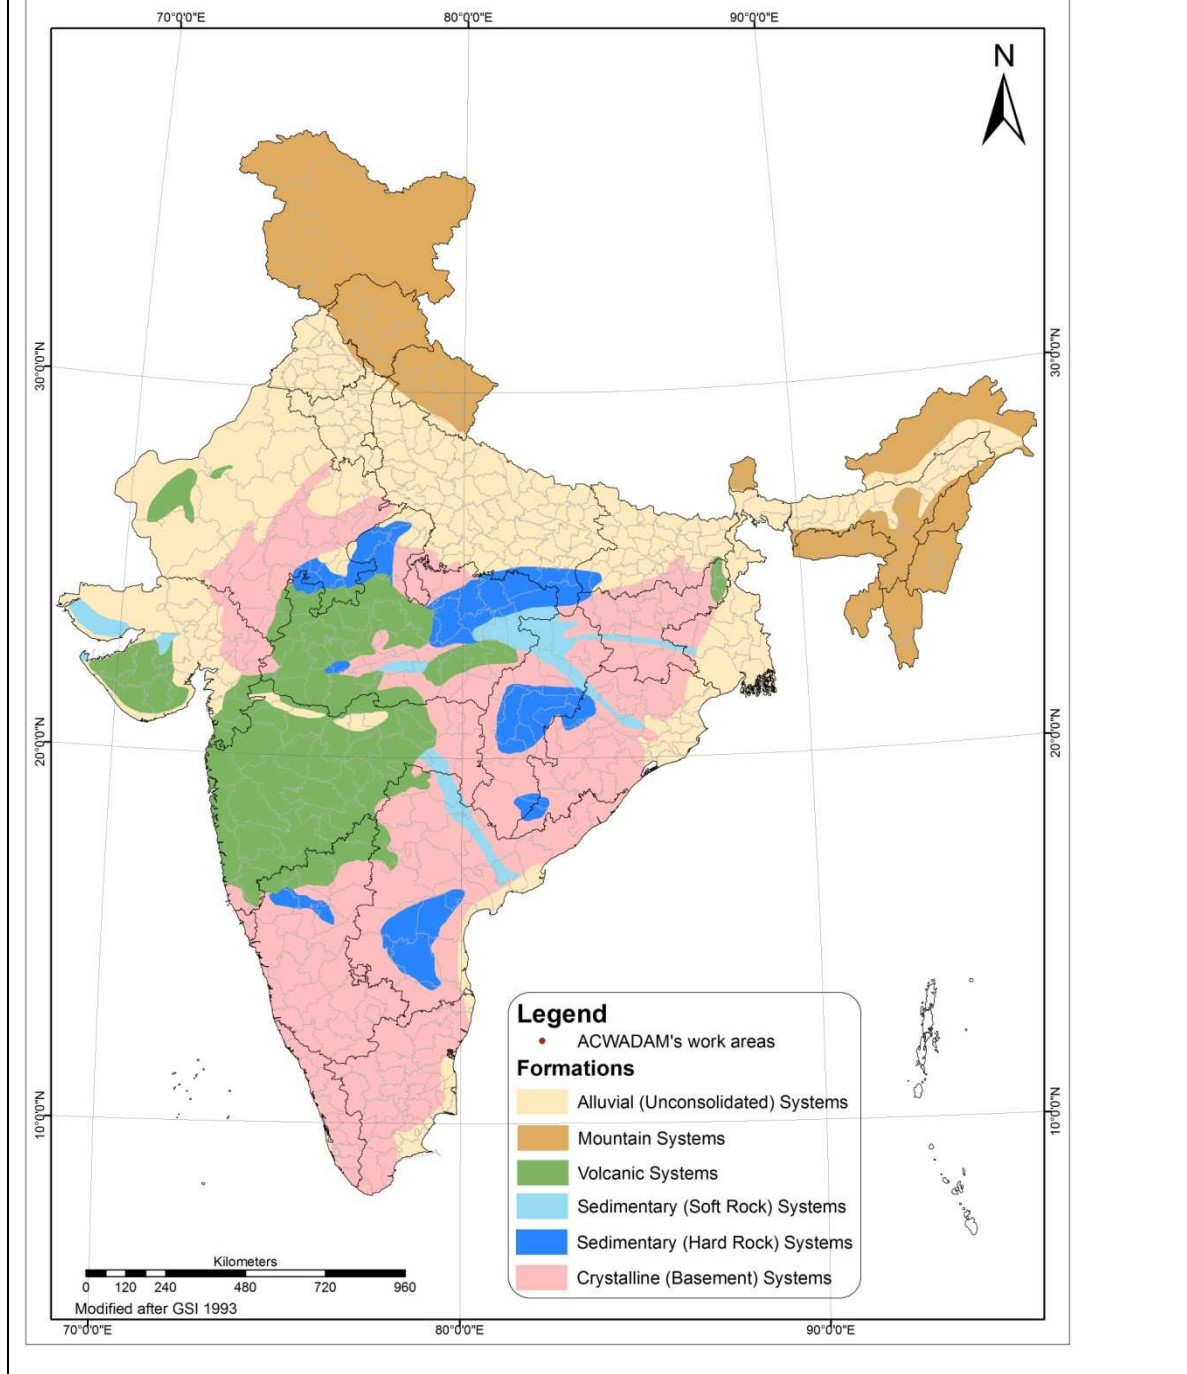 70°0'0"E 80°0'0"E 90°0'0"E
N
30°0'0"N 30°0'0"N
20°0'0"N 20°0'0"N
10°0'0"N 10°0'0"N
Legend
ACWADAM's work areas
Formations
Alluvial (Unconsolidated) Systems
Mountain Systems
Volcanic Systems
Sedimentary (Soft Rock) Systems
Sedimentary (Hard Rock) Systems
Crystalline (Basement) Systems
Kilometers
0 120 240 480 720 960
Modified after GSI 1993
70°0'0"E 80°0'0"E 90°0'0"E